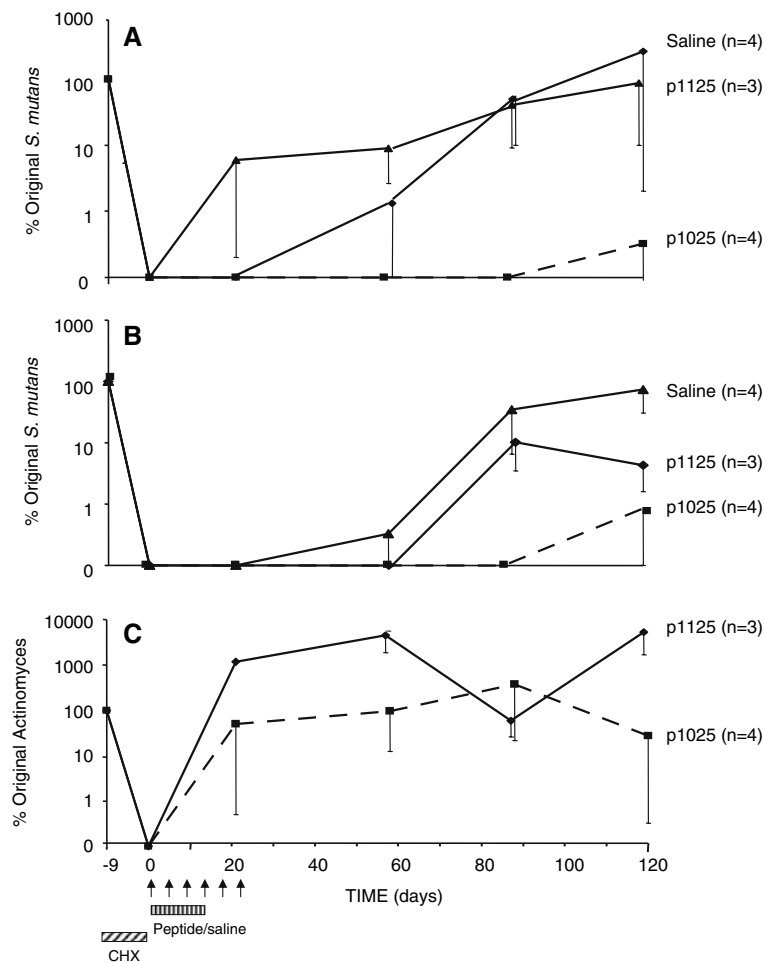 A
% Original S. mutans
1000
100
10
1
0
Saline (n=4)
p1125 (n=3)
p1025 (n=4)
B
% Original S. mutans
1000
100
10
1
0
Saline (n=4)
p1125 (n=3)
p1025 (n=4)
C
% Original Actinomyces
10000
1000
100
10
1
0
p1125 (n=3)
p1025 (n=4)
-9 0 20 40 60 80 100 120
TIME (days)
Peptide/saline
CHX